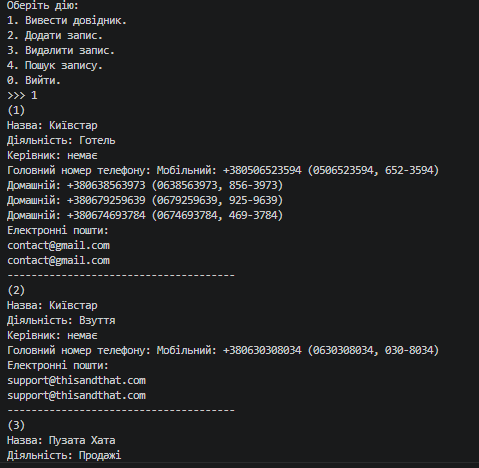 Оберіть дію:
1. Вивести довідник.
2. Додати запис.
3. Видалити запис.
4. Пошук запису.
0. Вийти.
>>> 1
(1)
Назва: Київстар
Діяльність: Готель
Керівник: немає
Головний номер телефону: Мобільний: +380506523594 (0506523594, 652-3594)
Домашній: +380638563973 (0638563973, 856-3973)
Домашній: +380679259639 (0679259639, 925-9639)
Домашній: +380674693784 (0674693784, 469-3784)
Електронні пошти:
contact@gmail.com
contact@gmail.com
--------------------------------------
(2)
Назва: Київстар
Діяльність: Взуття
Керівник: немає
Головний номер телефону: Мобільний: +380630308034 (0630308034, 030-8034)
Електронні пошти:
support@thisandthat.com
support@thisandthat.com
--------------------------------------
(3)
Назва: Пузата Хата
Діяльність: Продажі